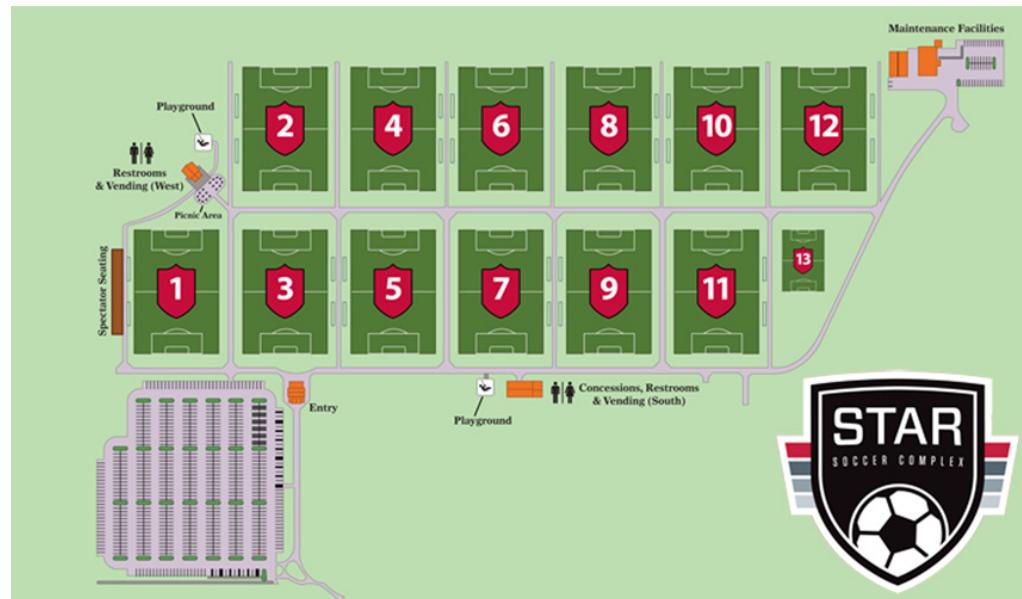 Maintenance Facilities
2
4
6
8
10
12
Playground
Restrooms
& Vending (West)
Picnic Area
Spectator Seating
1
3
5
7
9
11
13
Entry
Playground
Concessions, Restrooms
& Vending (South)
STAR
SOCCER COMPLEX